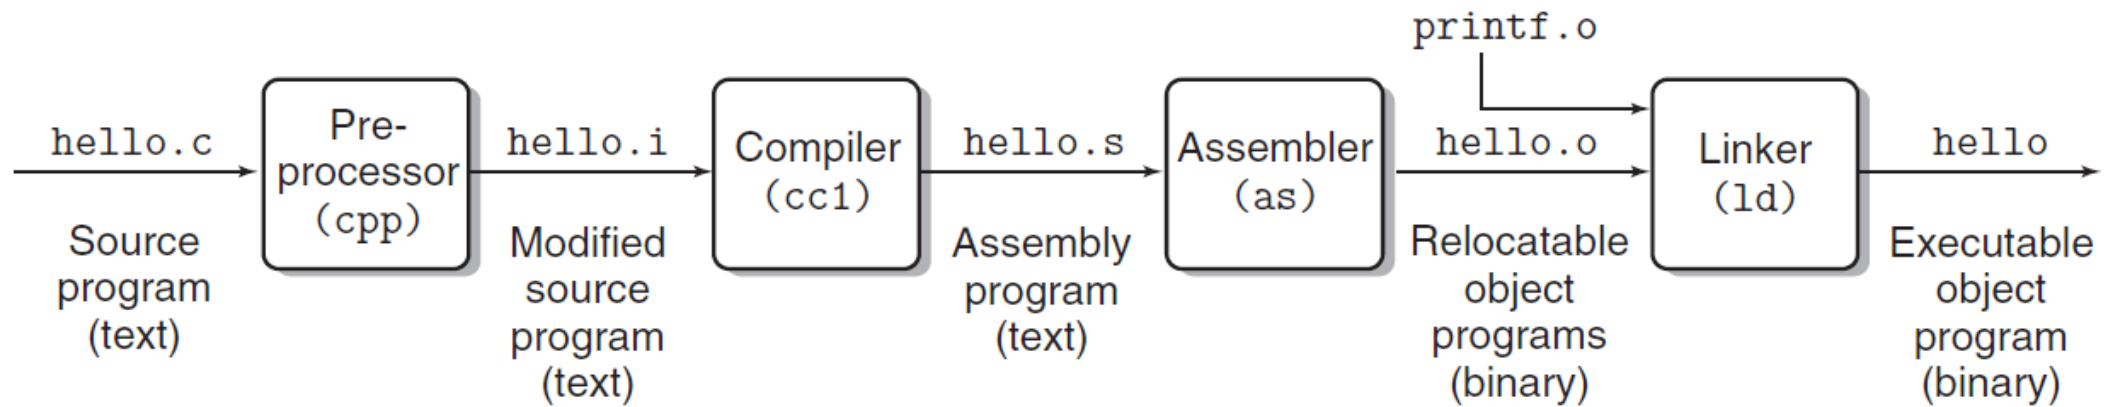 printf.o
hello.c
Pre-
processor
(cpp)
hello.i
Compiler
(cc1)
hello.s
Assembler
(as)
hello.o
Linker
(ld)
hello
Source
program
(text)
Modified
source
program
(text)
Assembly
program
(text)
Relocatable
object
programs
(binary)
Executable
object
program
(binary)